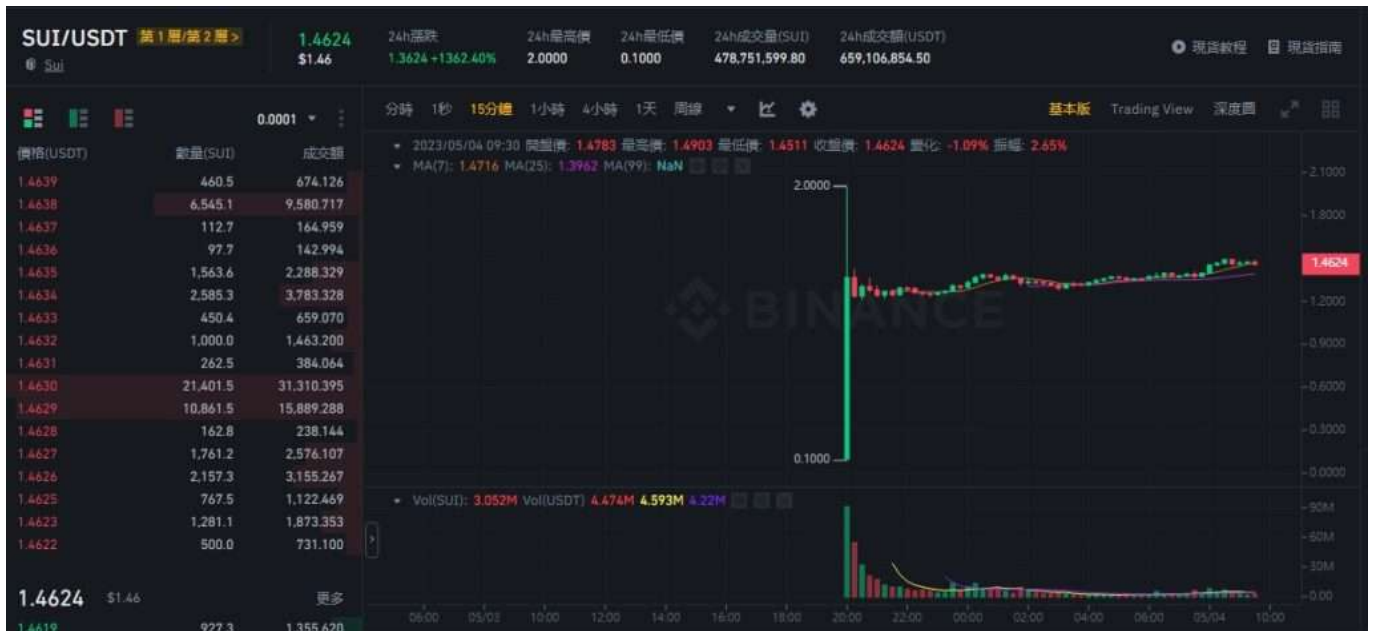 SUI/USDT 第1層/第2層 >
Sui
1.4624
$1.46
24h漲跌
1.3624 +1362.40%
24h最高價
2.0000
24h最低價
0.1000
24h成交量(SUI)
478,751,599.80
24h成交額(USDT)
659,106,854.50
現貨教程 現貨指南
0.0001
價格(USDT) 數量(SUI) 成交額
1.4639 460.5 674.126
1.4638 6,545.1 9,580.717
1.4637 112.7 164.959
1.4636 97.7 142.994
1.4635 1,563.6 2,288.329
1.4634 2,585.3 3,783.328
1.4633 450.4 659.070
1.4632 1,000.0 1,463.200
1.4631 262.5 384.064
1.4630 21,401.5 31,310.395
1.4629 10,861.5 15,889.288
1.4628 162.8 238.144
1.4627 1,761.2 2,576.107
1.4626 2,157.3 3,155.267
1.4625 767.5 1,122.469
1.4623 1,281.1 1,873.353
1.4622 500.0 731.100
1.4624 $1.46 更多
1.4619 927.3 1,355.620
分時 1秒 15分鐘 1小時 4小時 1天 周線
基本版 Trading View 深度圖
2023/05/04 09:30 開盤價: 1.4783 最高價: 1.4903 最低價: 1.4511 收盤價: 1.4624 變化: -1.09% 振幅: 2.65%
MA(7): 1.4716 MA(25): 1.3962 MA(99): NaN
2.0000
0.1000
BINANCE
2.1000
1.8000
1.4624
1.2000
0.9000
0.6000
0.3000
0.0000
Vol(SUI): 3.052M Vol(USDT) 4.474M 4.593M 4.22M
90M
60M
30M
0.00
06:00 05/03 10:00 12:00 14:00 16:00 18:00 20:00 22:00 00:00 02:00 04:00 06:00 05/04 10:00